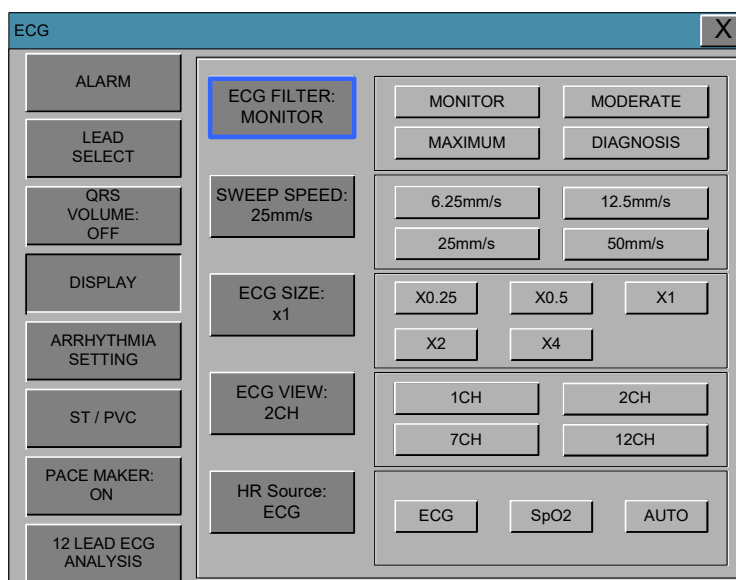 ECG
X
ALARM
LEAD
SELECT
QRS
VOLUME:
OFF
DISPLAY
ARRHYTHMIA
SETTING
ST / PVC
PACE MAKER:
ON
12 LEAD ECG
ANALYSIS
ECG FILTER:
MONITOR
MONITOR MODERATE
MAXIMUM DIAGNOSIS
SWEEP SPEED:
25mm/s
6.25mm/s 12.5mm/s
25mm/s 50mm/s
ECG SIZE:
x1
X0.25 X0.5 X1
X2 X4
ECG VIEW:
2CH
1CH 2CH
7CH 12CH
HR Source:
ECG
ECG SpO2 AUTO